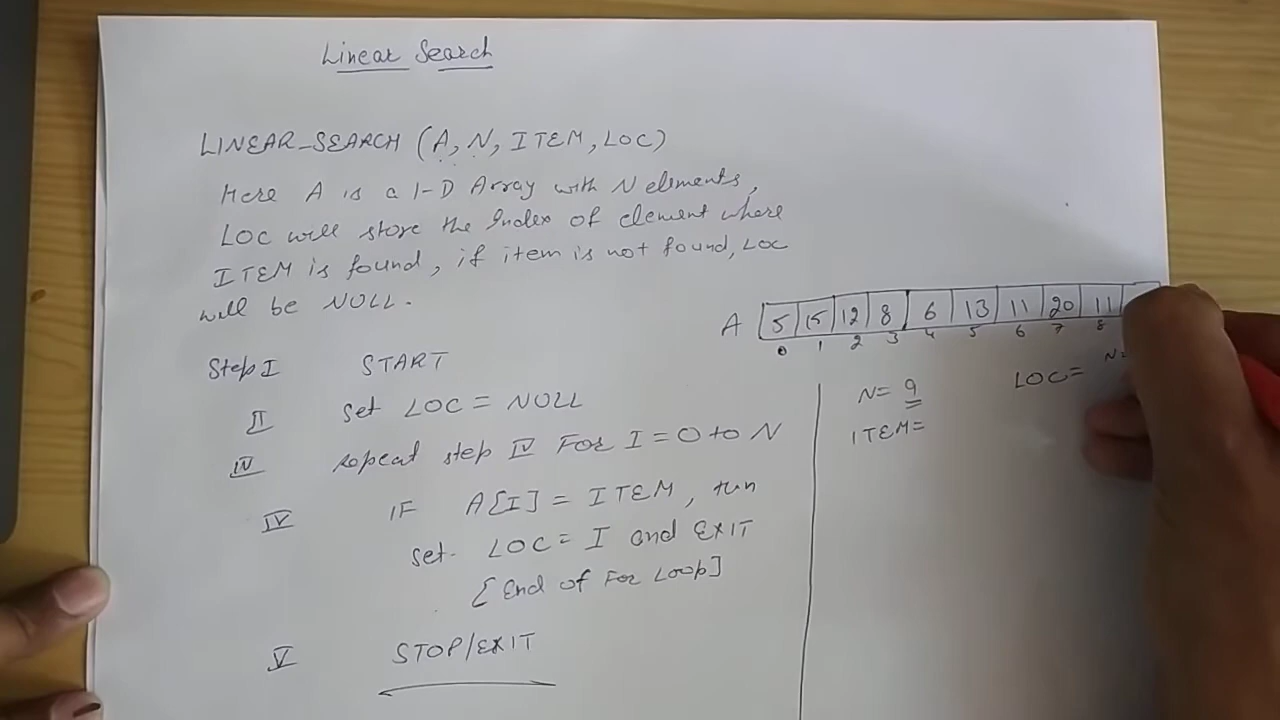 Linear Search
LINEAR_SEARCH (A, N, ITEM, LOC)
Here A is a 1-D Array with N elements,
LOC will store the Index of element where
ITEM is found, if item is not found, LOC
will be NULL.
A 5 15 12 8 6 13 11 20 11
0 1 2 3 4 5 6 7 8
Step I START
II Set LOC = NULL
IV repeat step IV FOR I = 0 to N
IV IF A[I] = ITEM, tun
set LOC = I and EXIT
[End of For Loop]
V STOP/EXIT
N= 9
ITEM=
LOC=
N=